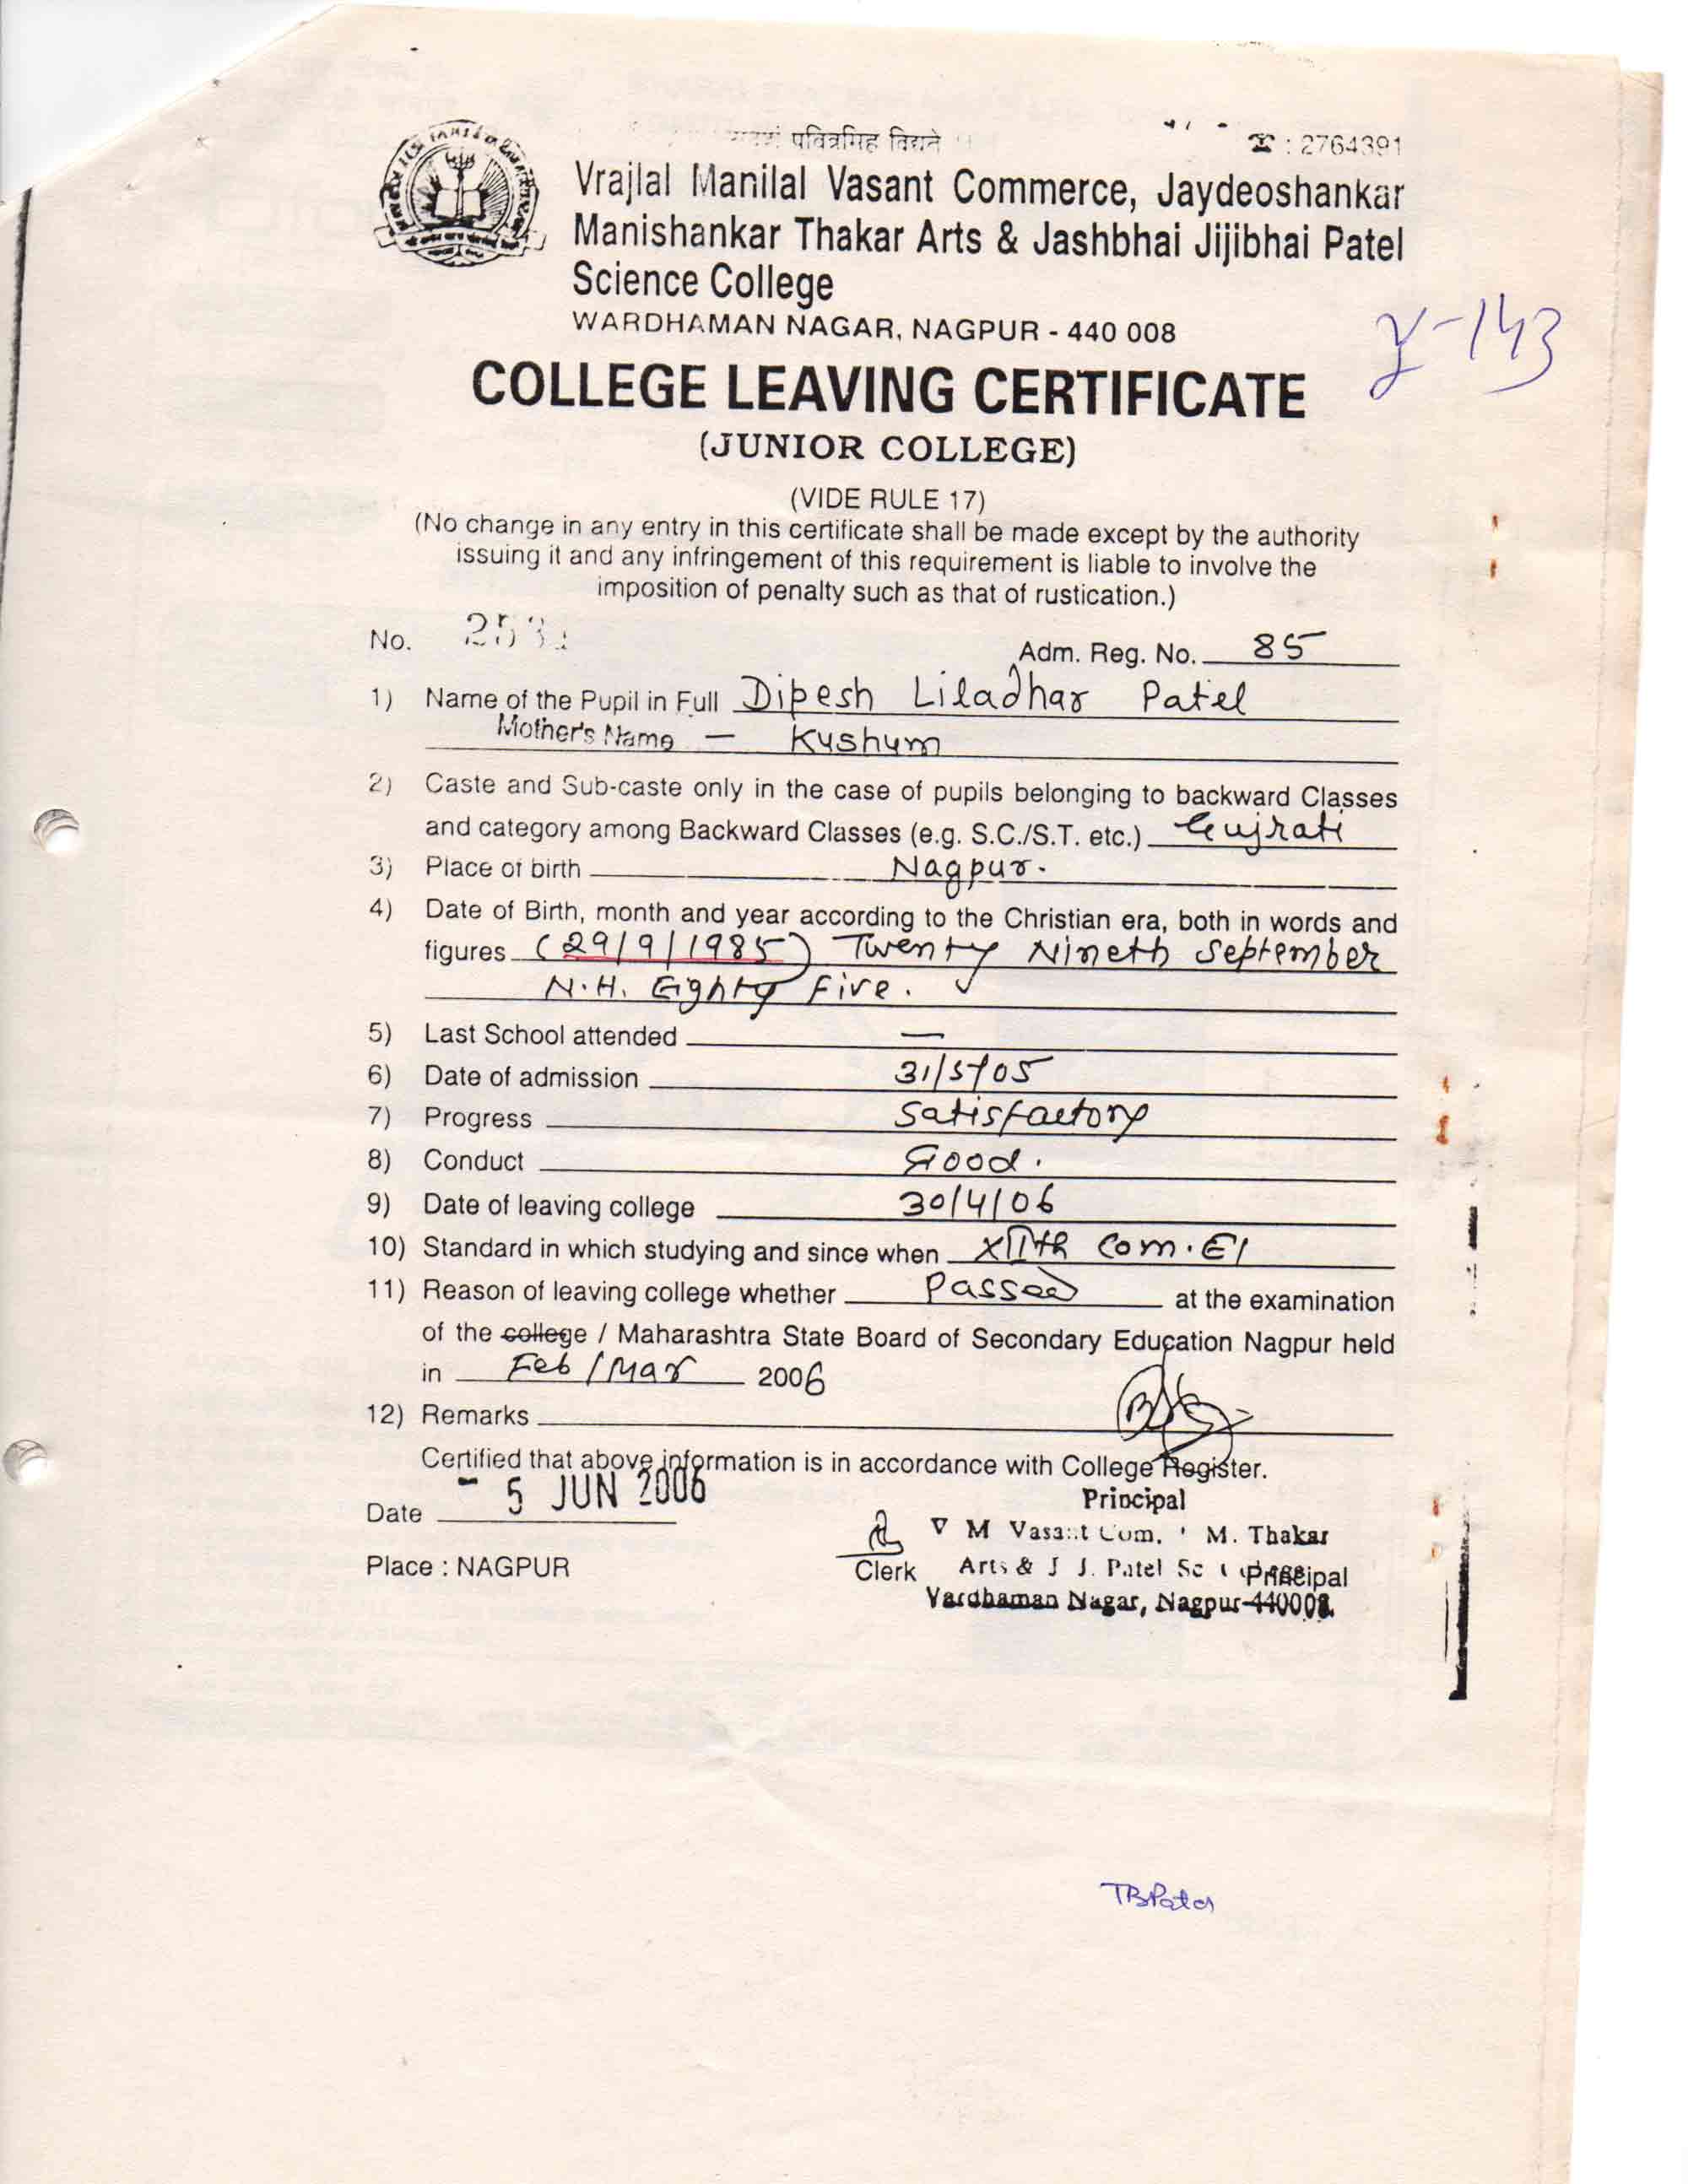 पवित्रमिह विद्यते
☎ : 2764391
Vrajlal Manilal Vasant Commerce, Jaydeoshankar
Manishankar Thakar Arts & Jashbhai Jijibhai Patel
Science College
WARDHAMAN NAGAR, NAGPUR - 440 008
y-143
COLLEGE LEAVING CERTIFICATE
(JUNIOR COLLEGE)
(VIDE RULE 17)
(No change in any entry in this certificate shall be made except by the authority
issuing it and any infringement of this requirement is liable to involve the
imposition of penalty such as that of rustication.)
No.
Adm. Reg. No. 85
1) Name of the Pupil in Full Dipesh Liladhar Patel
Mother's Name - Kushum
2) Caste and Sub-caste only in the case of pupils belonging to backward Classes
and category among Backward Classes (e.g. S.C./S.T. etc.) Gujrati
3) Place of birth Nagpur.
4) Date of Birth, month and year according to the Christian era, both in words and
figures (29/9/1985) Twenty Nineth September
N.H. Eighty Five.
5) Last School attended —
6) Date of admission 31/5/05
7) Progress Satisfactory
8) Conduct Good.
9) Date of leaving college 30/4/06
10) Standard in which studying and since when XIIth Com. E1
11) Reason of leaving college whether Passed at the examination
of the college / Maharashtra State Board of Secondary Education Nagpur held
in Feb / Mar 2006
12) Remarks
Certified that above information is in accordance with College Register.
Date - 5 JUN 2006
Principal
V M Vasant Com. M. Thakar
Place : NAGPUR
Clerk
Arts & J J. Patel Sc
Principal
Vardhaman Nagar, Nagpur-440008.